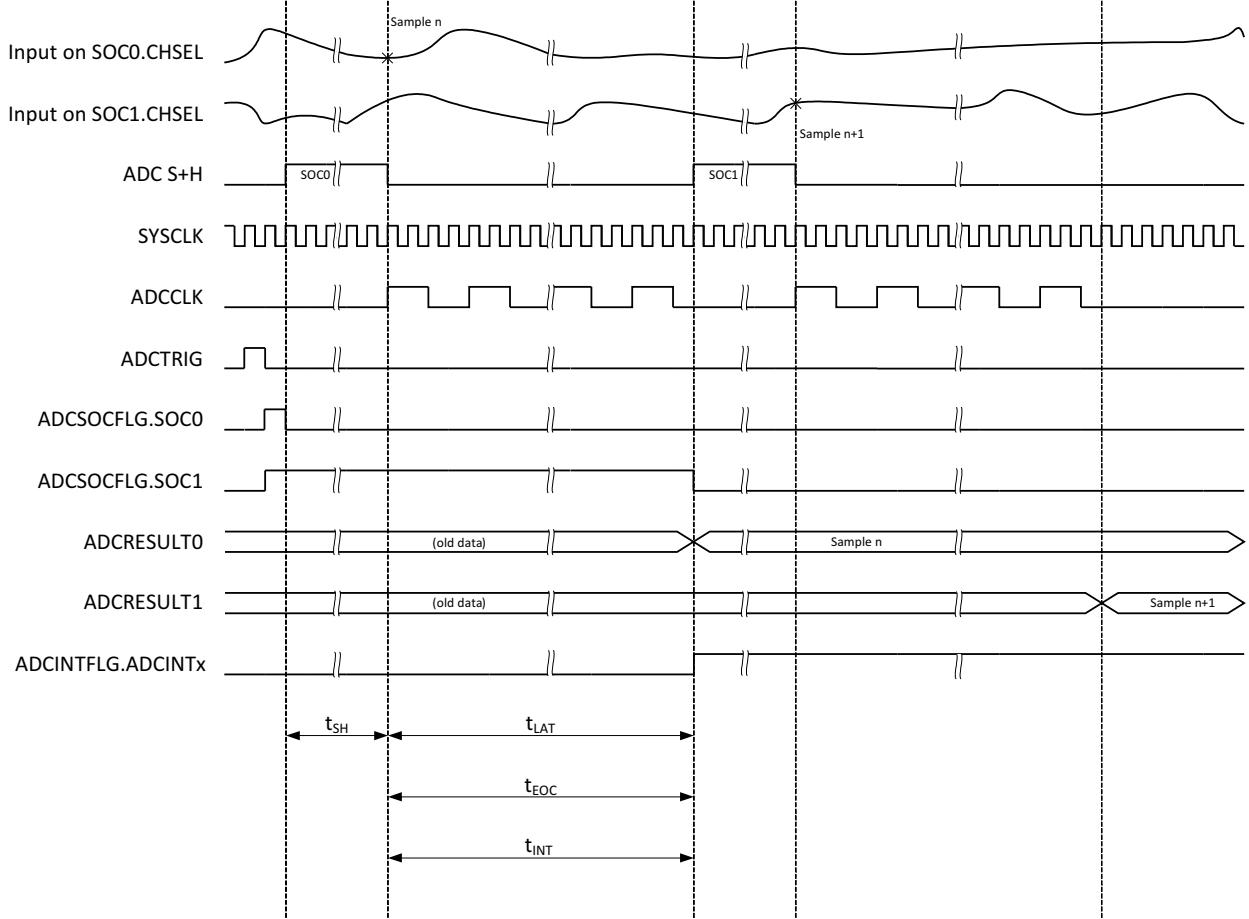 Sample n
Input on SOC0.CHSEL
Input on SOC1.CHSEL
Sample n+1
ADC S+H
SOC0
SOC1
SYSCLK
ADCCLK
ADCTRIG
ADCSOCFLG.SOC0
ADCSOCFLG.SOC1
ADCRESULT0
(old data)
Sample n
ADCRESULT1
(old data)
Sample n+1
ADCINTFLG.ADCINTx
tSH
tLAT
tEOC
tINT